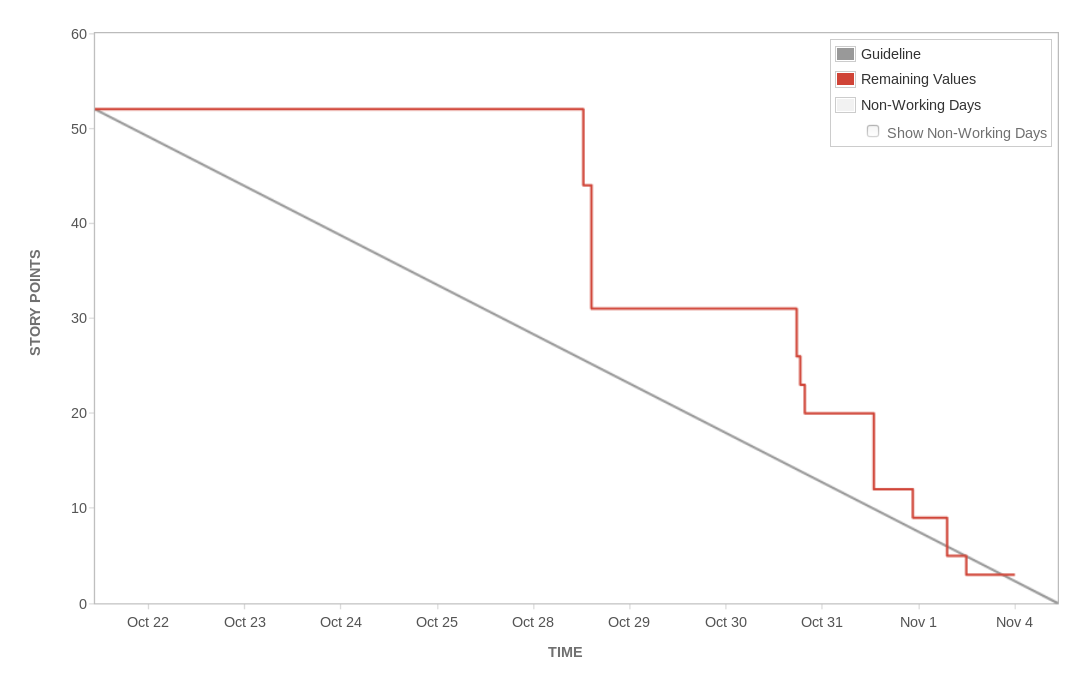 60
50
40
30
20
10
0
STORY POINTS
Guideline
Remaining Values
Non-Working Days
Show Non-Working Days
Oct 22 Oct 23 Oct 24 Oct 25 Oct 28 Oct 29 Oct 30 Oct 31 Nov 1 Nov 4
TIME